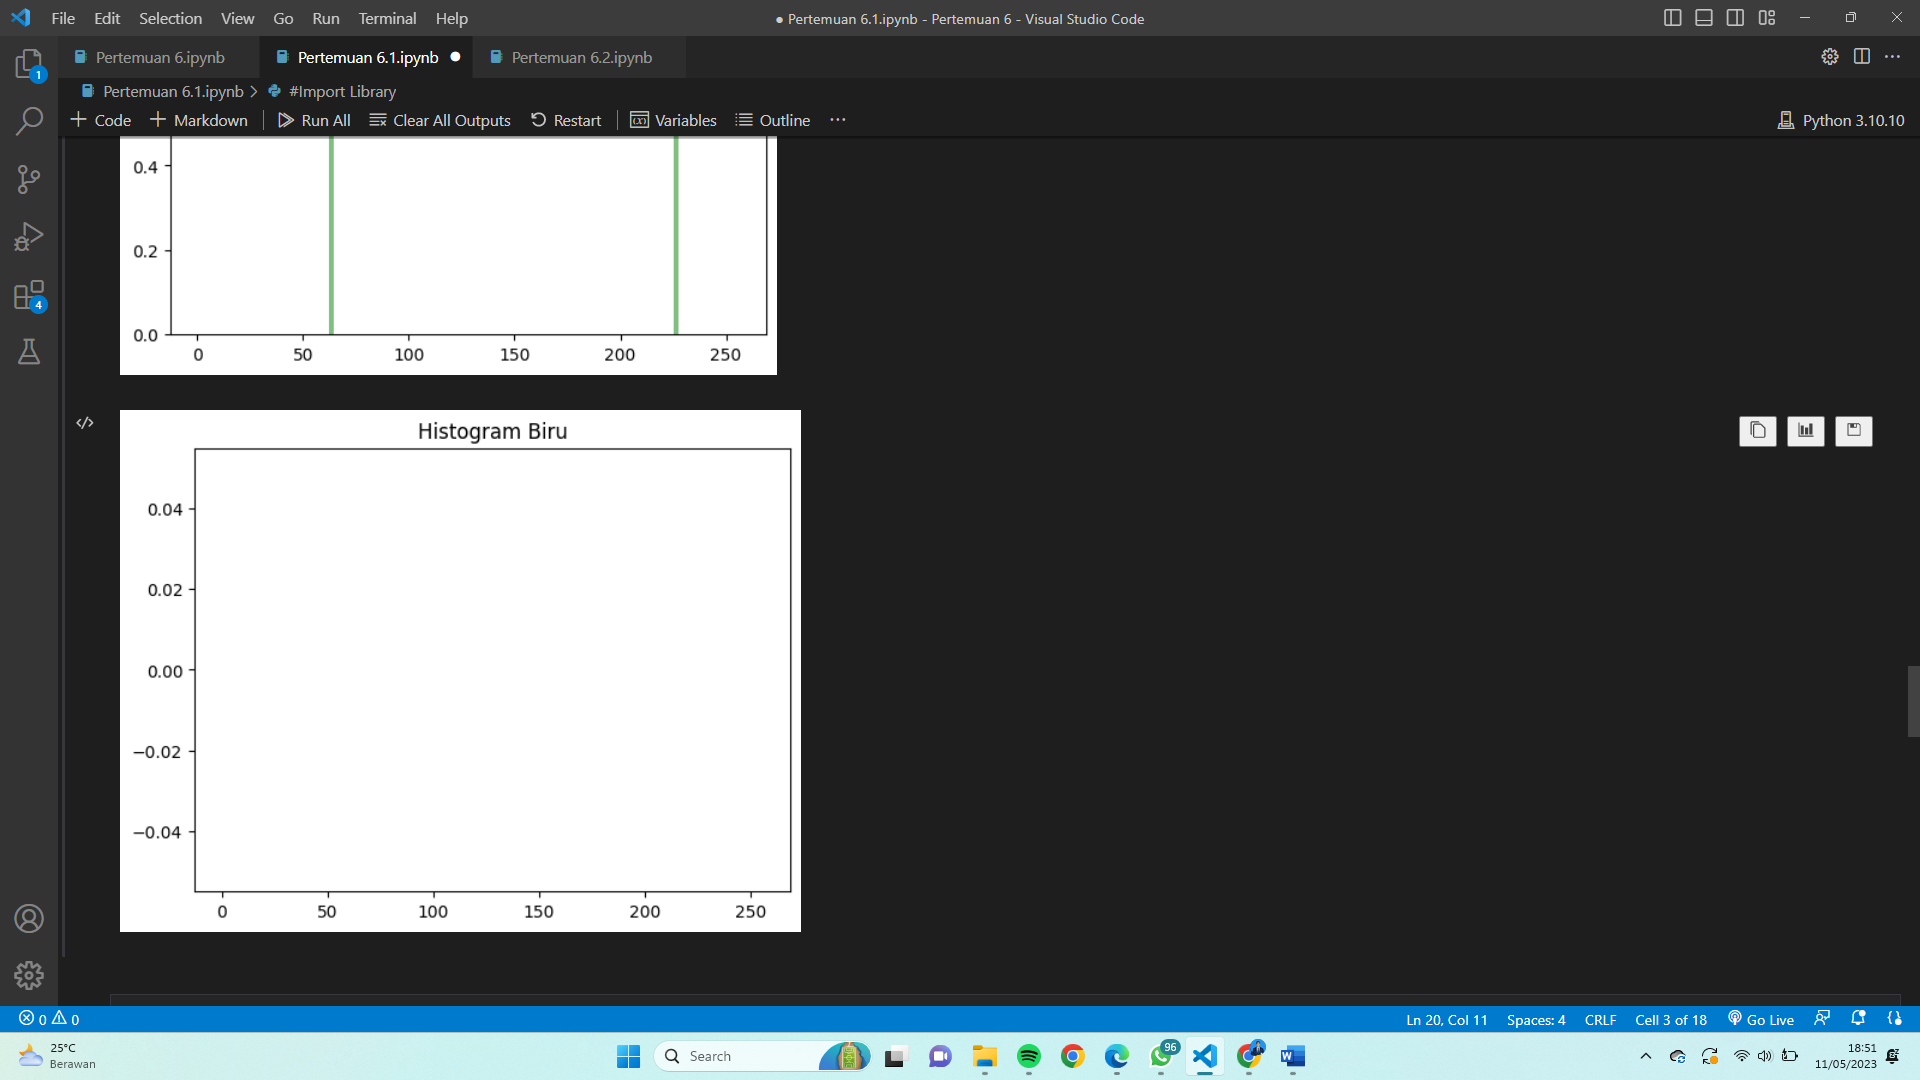 File Edit Selection View Go Run Terminal Help
● Pertemuan 6.1.ipynb - Pertemuan 6 - Visual Studio Code
1
Pertemuan 6.ipynb
Pertemuan 6.1.ipynb
Pertemuan 6.2.ipynb
Pertemuan 6.1.ipynb > #Import Library
Code
Markdown
Run All
Clear All Outputs
Restart
Variables
Outline
Python 3.10.10
0.4
0.2
0.0
0 50 100 150 200 250
4
Histogram Biru
0.04
0.02
0.00
−0.02
−0.04
0 50 100 150 200 250
0 0
Ln 20, Col 11
Spaces: 4
CRLF
Cell 3 of 18
Go Live
25°C
Berawan
Search
96
18:51
11/05/2023